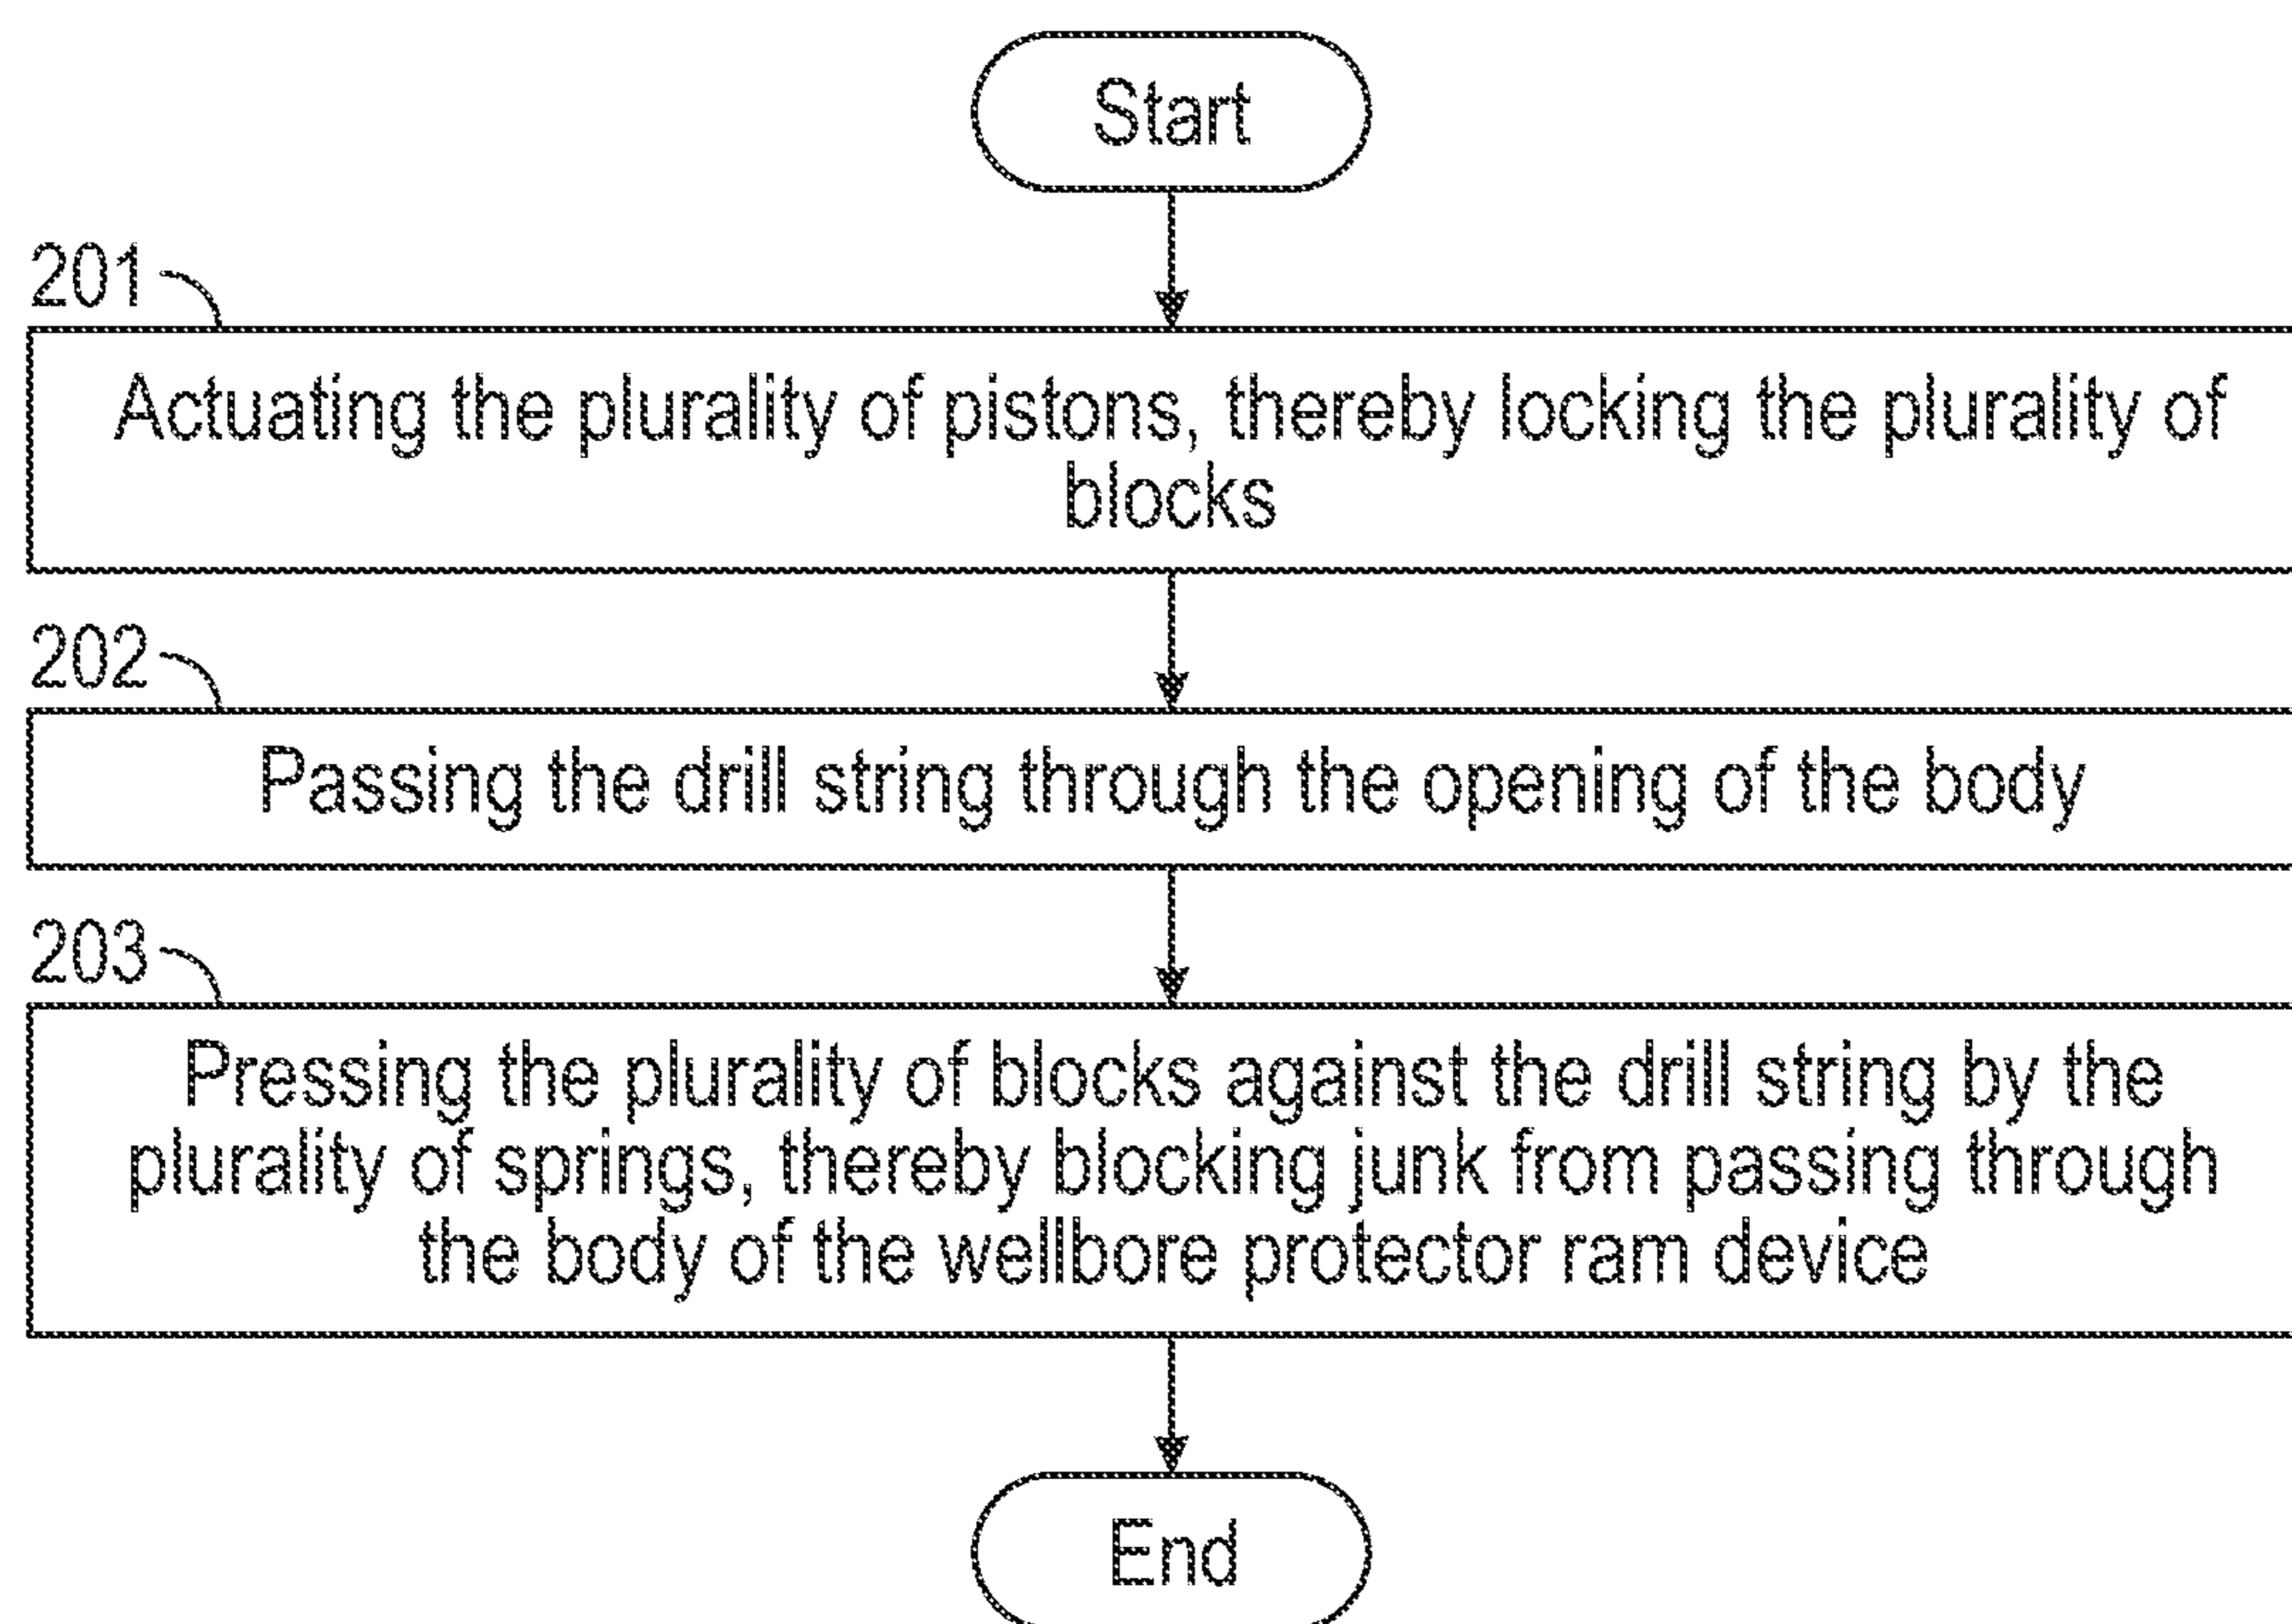 Start
201
Actuating the plurality of pistons, thereby locking the plurality of
blocks
202
Passing the drill string through the opening of the body
203
Pressing the plurality of blocks against the drill string by the
plurality of springs, thereby blocking junk from passing through
the body of the wellbore protector ram device
End